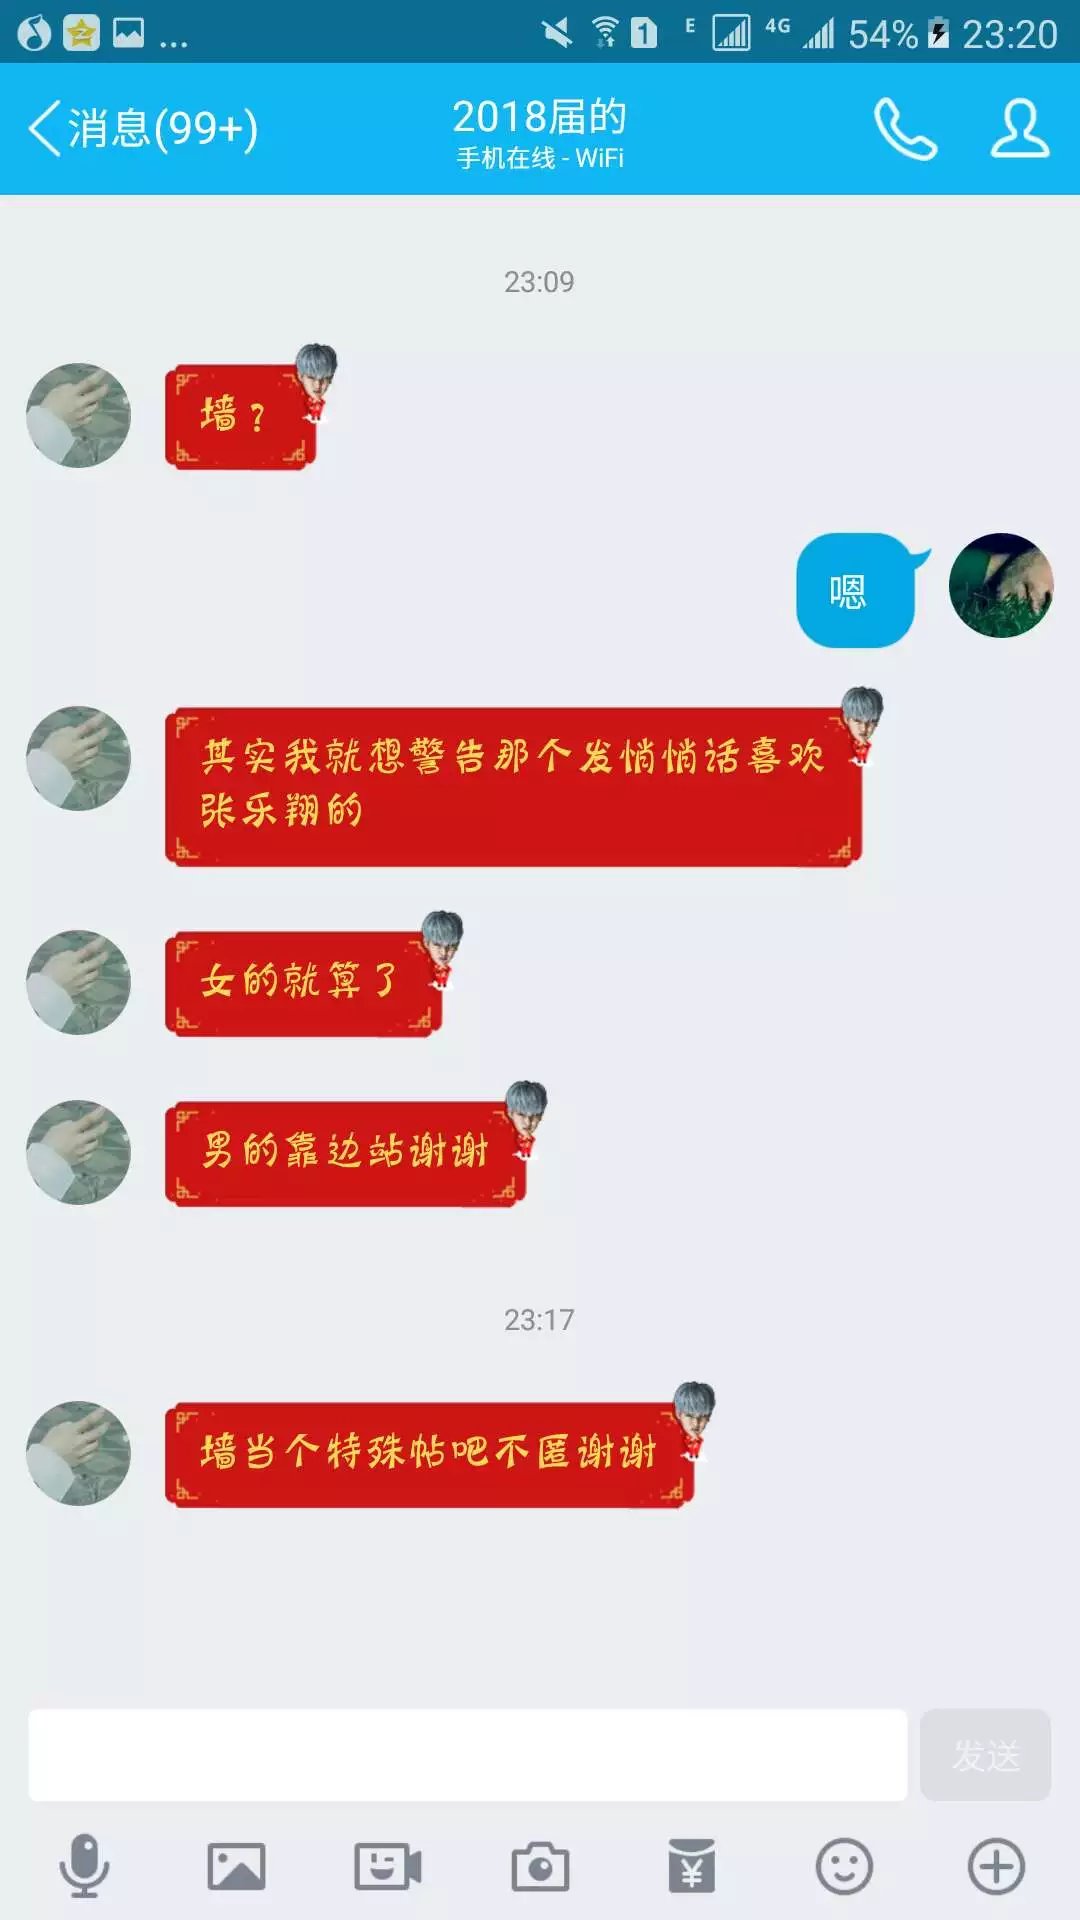 1 E 4G 54% 23:20
消息(99+)
2018届的
手机在线 - WiFi
23:09
墙？
嗯
其实我就想警告那个发悄悄话喜欢
张乐翔的
女的就算了
男的靠边站谢谢
23:17
墙当个特殊帖吧不匿谢谢
发送